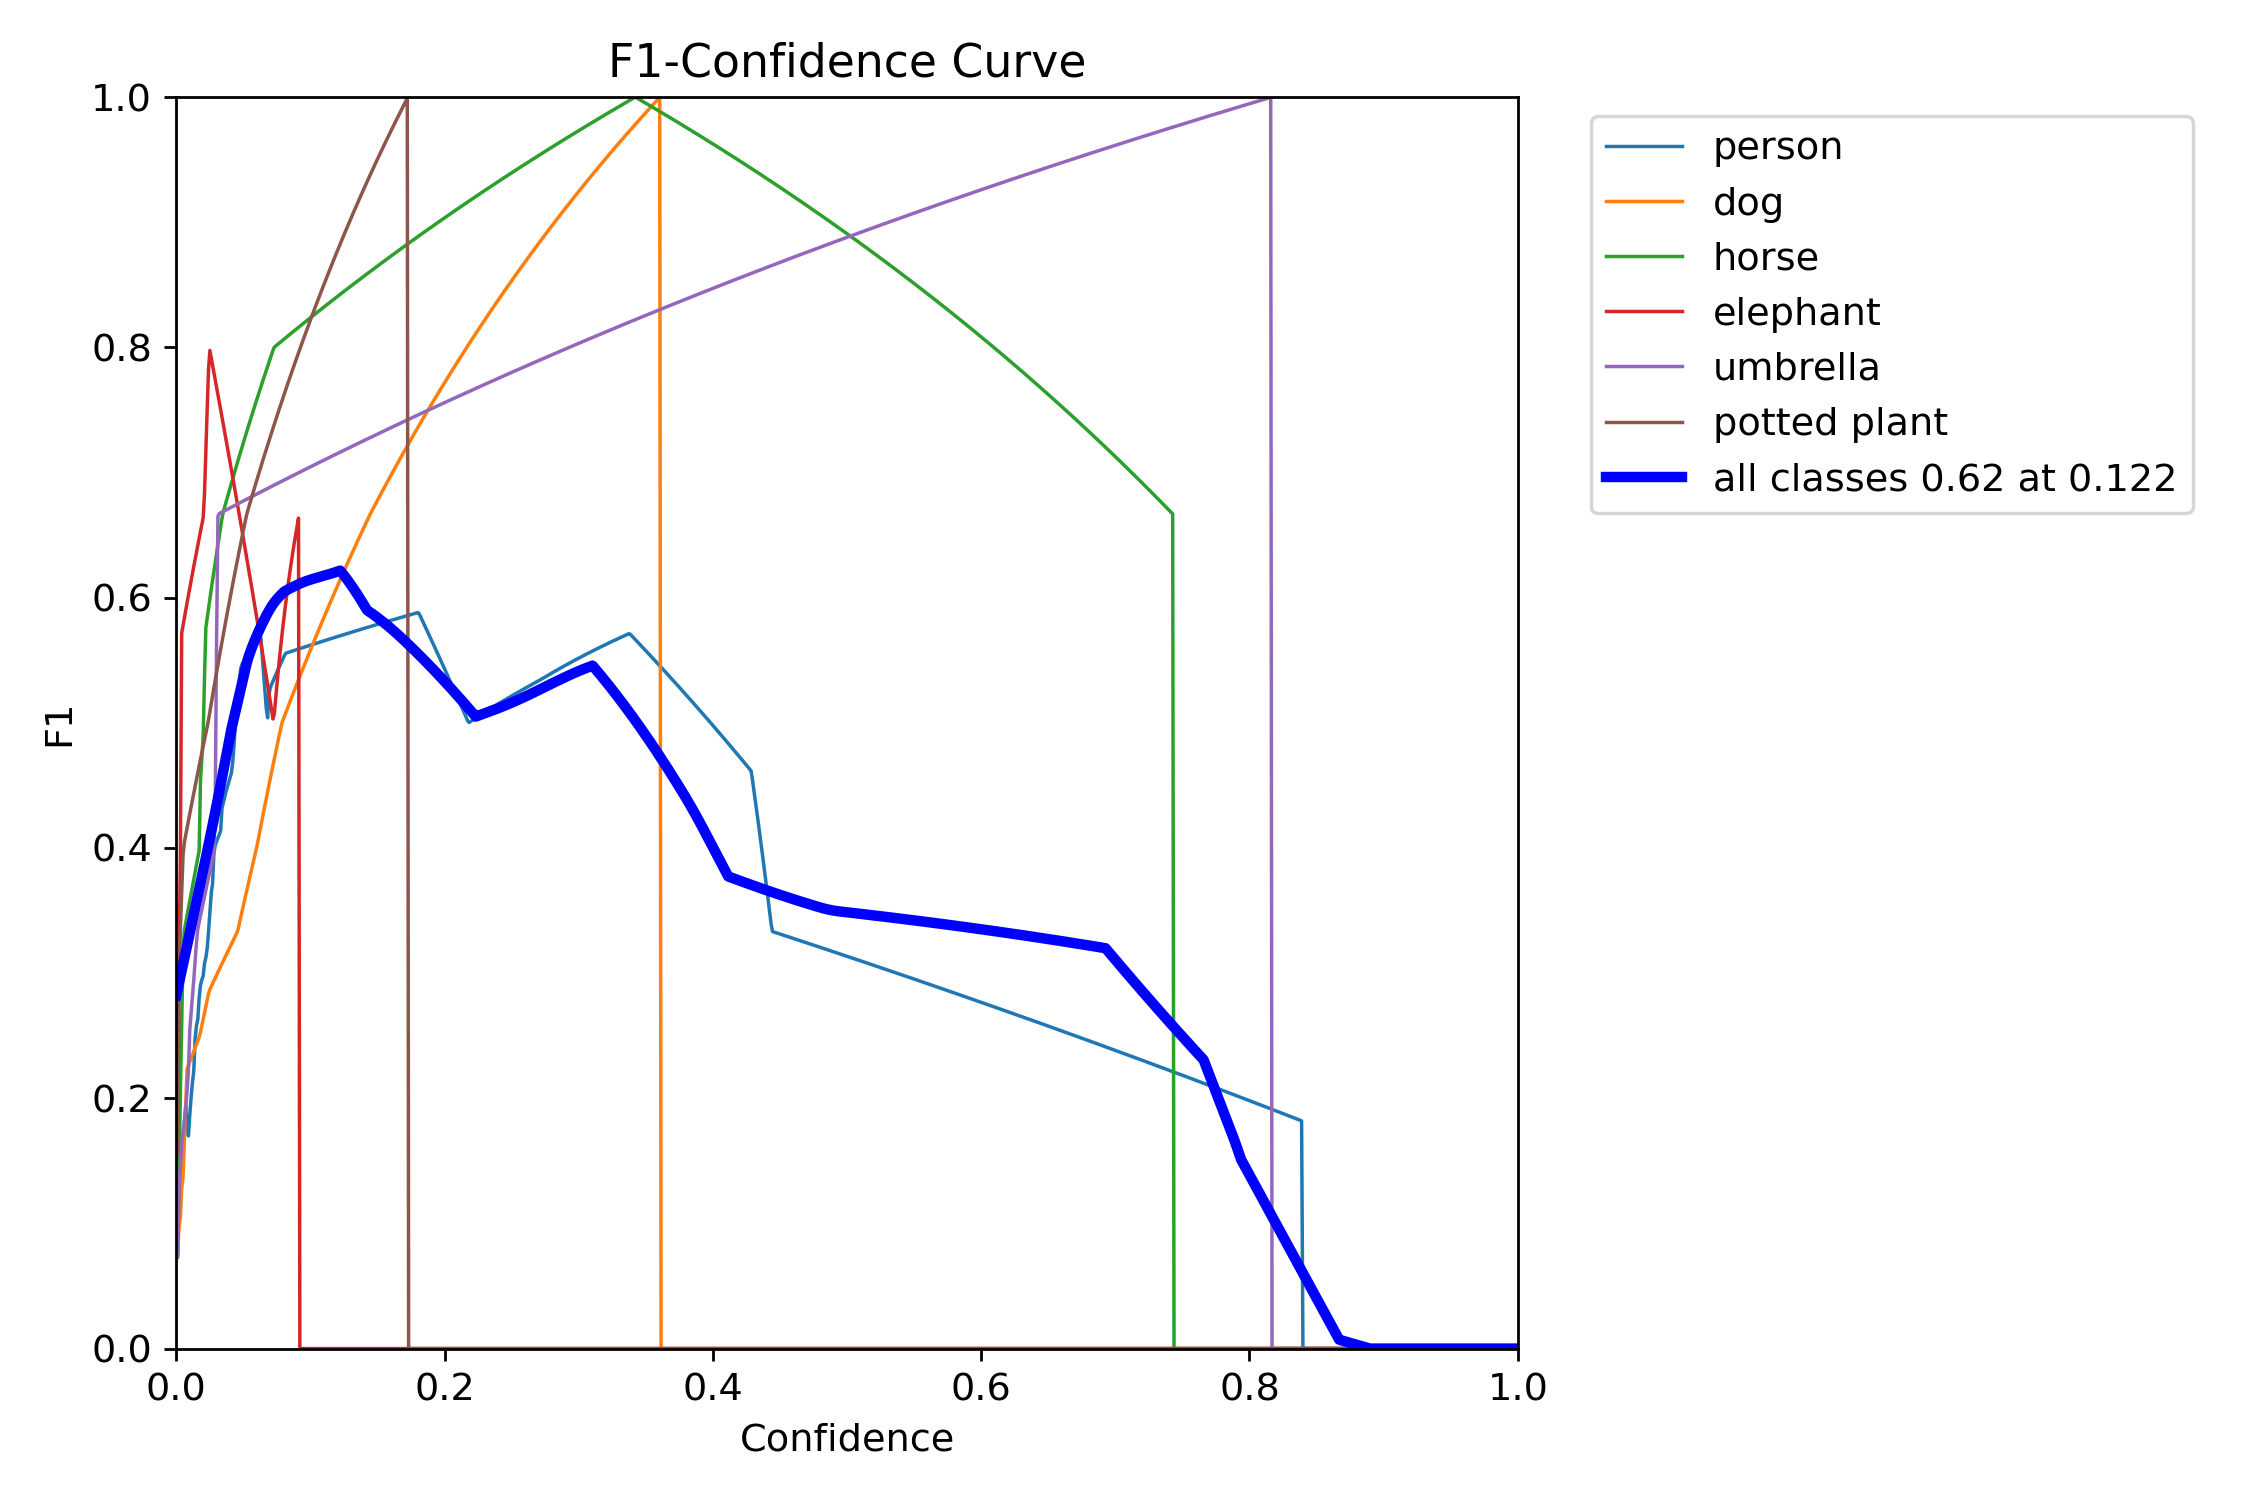 F1-Confidence Curve
1.0
0.8
0.6
0.4
0.2
0.0
F1
0.0 0.2 0.4 0.6 0.8 1.0
Confidence
person
dog
horse
elephant
umbrella
potted plant
all classes 0.62 at 0.122